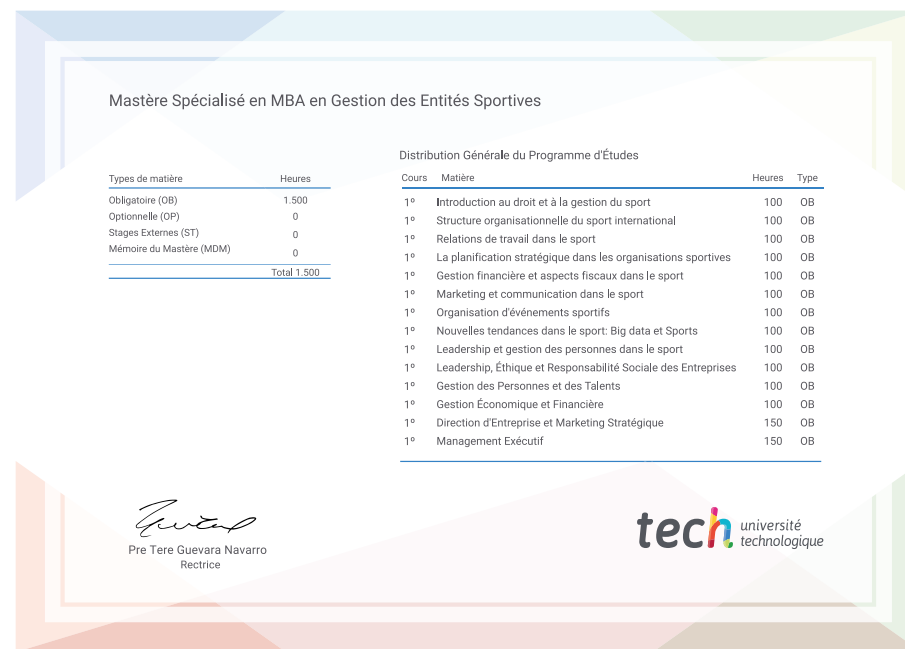 Mastère Spécialisé en MBA en Gestion des Entités Sportives
Types de matière Heures
Obligatoire (OB) 1.500
Optionnelle (OP) 0
Stages Externes (ST) 0
Mémoire du Mastère (MDM) 0
Total 1.500
Distribution Générale du Programme d'Études
Cours Matière Heures Type
1º Introduction au droit et à la gestion du sport 100 OB
1º Structure organisationnelle du sport international 100 OB
1º Relations de travail dans le sport 100 OB
1º La planification stratégique dans les organisations sportives 100 OB
1º Gestion financière et aspects fiscaux dans le sport 100 OB
1º Marketing et communication dans le sport 100 OB
1º Organisation d'événements sportifs 100 OB
1º Nouvelles tendances dans le sport: Big data et Sports 100 OB
1º Leadership et gestion des personnes dans le sport 100 OB
1º Leadership, Éthique et Responsabilité Sociale des Entreprises 100 OB
1º Gestion des Personnes et des Talents 100 OB
1º Gestion Économique et Financière 100 OB
1º Direction d'Entreprise et Marketing Stratégique 150 OB
1º Management Exécutif 150 OB
Pre Tere Guevara Navarro
Rectrice
tech université
technologique